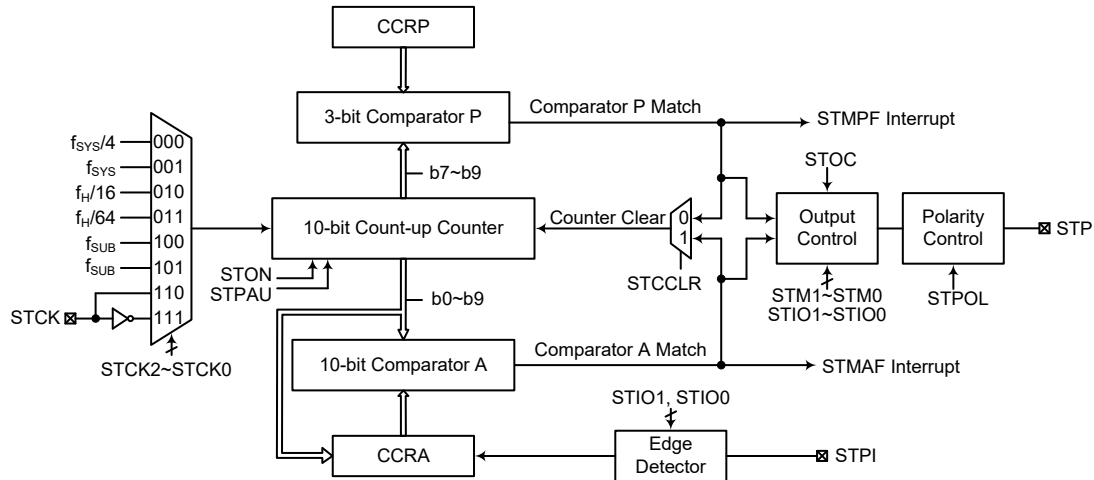 CCRP
3-bit Comparator P
Comparator P Match
STMPF Interrupt
b7~b9
fSYS/4
000
fSYS
001
fH/16
010
fH/64
011
fSUB
100
fSUB
101
110
111
STCK
STCK2~STCK0
10-bit Count-up Counter
STON
STPAU
Counter Clear
0
1
STCCLR
STOC
Output
Control
STM1~STM0
STIO1~STIO0
Polarity
Control
STPOL
STP
b0~b9
10-bit Comparator A
Comparator A Match
STMAF Interrupt
STIO1, STIO0
CCRA
Edge
Detector
STPI